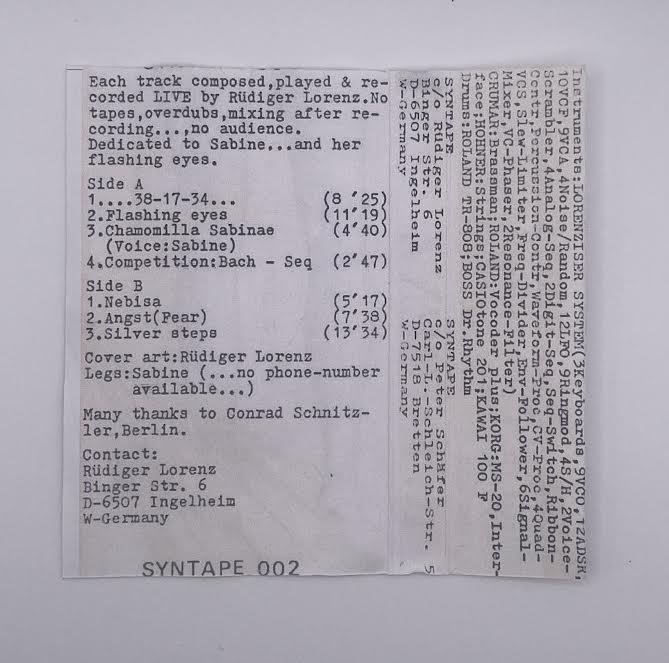 Each track composed,played & re-
corded LIVE by Rüdiger Lorenz.No
tapes,overdubs,mixing after re-
cording...,no audience.
Dedicated to Sabine...and her
flashing eyes.
Side A
1....38-17-34... (8 '25)
2.Flashing eyes (11'19)
3.Chamomilla Sabinae (4'40)
(Voice:Sabine)
4.Competition:Bach - Seq (2'47)
Side B
1.Nebisa (5'17)
2.Angst(Fear) (7'38)
3.Silver steps (13'34)
Cover art:Rüdiger Lorenz
Legs:Sabine (...no phone-number
available...)
Many thanks to Conrad Schnitz-
ler,Berlin.
Contact:
Rüdiger Lorenz
Binger Str. 6
D-6507 Ingelheim
W-Germany
SYNTAPE 002
SYNTAPE
c/o Rüdiger Lorenz
Binger Str. 6
D-6507 Ingelheim
W-Germany
SYNTAPE
c/o Peter Schäfer
Carl-L.-Schleich-Str. 5
D-7518 Bretten
W-Germany
Instruments:LORENZISER SYSTEM(3Keyboards,9VCO,12ADSR,
10VCF,9VCA,4Noise/Random,12LFO,9Ringmod,4S/H,2Voice-
Scrambler,4Analog-Seq,2Digit-Seq,Seq-Switch,Ribbon-
Contr,Percussion-Contr,Waveform-Proc,CV-Proc,4Quad-
VCS,Slew-Limiter,Freq-Divider,Env-Follower,6Signal-
Mixer,VC-Phaser,2Resonance-Filter)
CRUMAR:Brassman;ROLAND:Vocoder plus;KORG:MS-20,Inter-
face;HOHNER:Strings;CASIOtone 201;KAWAI 100 F
Drums:ROLAND TR-808;BOSS Dr.Rhythm